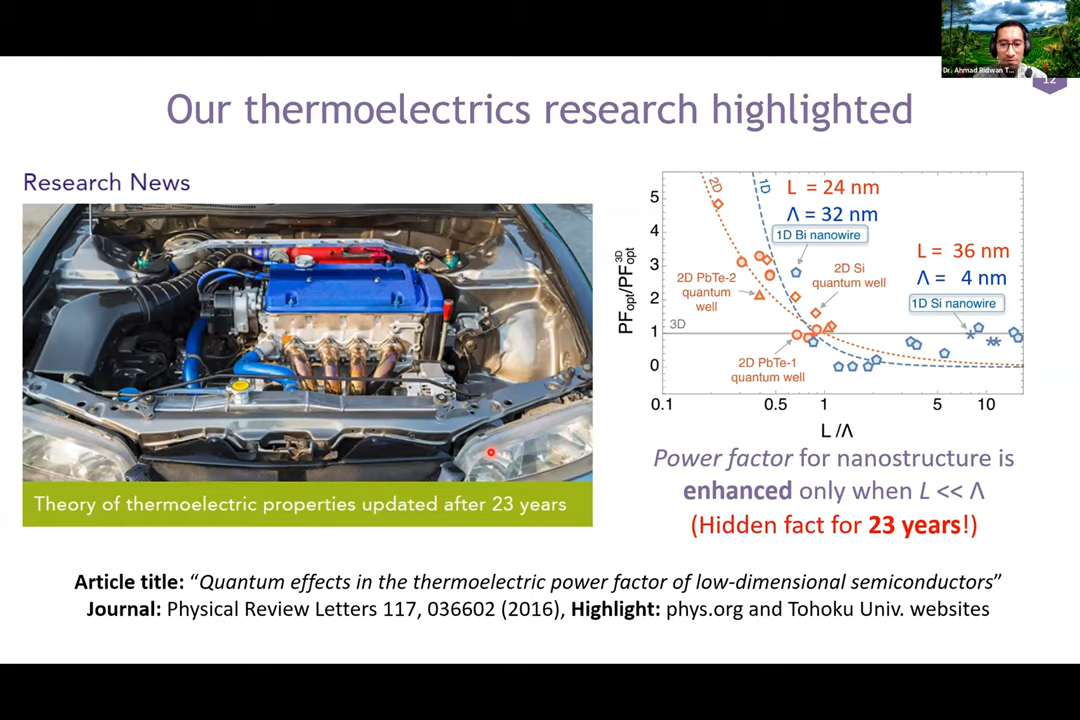 Dr. Ahmad Ridwan T...
12
Our thermoelectrics research highlighted
Research News
Theory of thermoelectric properties updated after 23 years
PFopt/PF3Dopt
5
4
3
2
1
0
2D
1D
L = 24 nm
Λ = 32 nm
1D Bi nanowire
L = 36 nm
Λ = 4 nm
1D Si nanowire
2D PbTe-2
quantum
well
2D Si
quantum well
3D
2D PbTe-1
quantum well
0.1 0.5 1 5 10
L /Λ
Power factor for nanostructure is
enhanced only when L << Λ
(Hidden fact for 23 years!)
Article title: “Quantum effects in the thermoelectric power factor of low-dimensional semiconductors”
Journal: Physical Review Letters 117, 036602 (2016), Highlight: phys.org and Tohoku Univ. websites